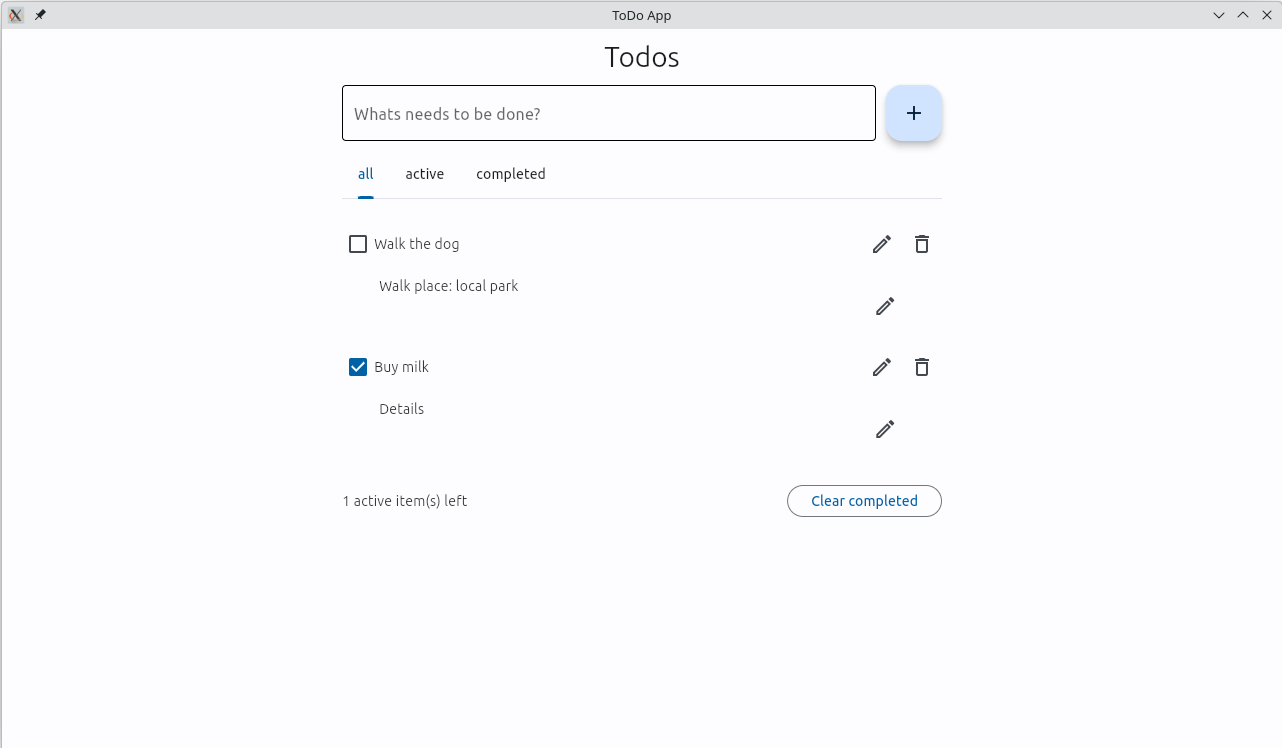 ToDo App
Todos
Whats needs to be done?
all active completed
Walk the dog
Walk place: local park
Buy milk
Details
1 active item(s) left Clear completed